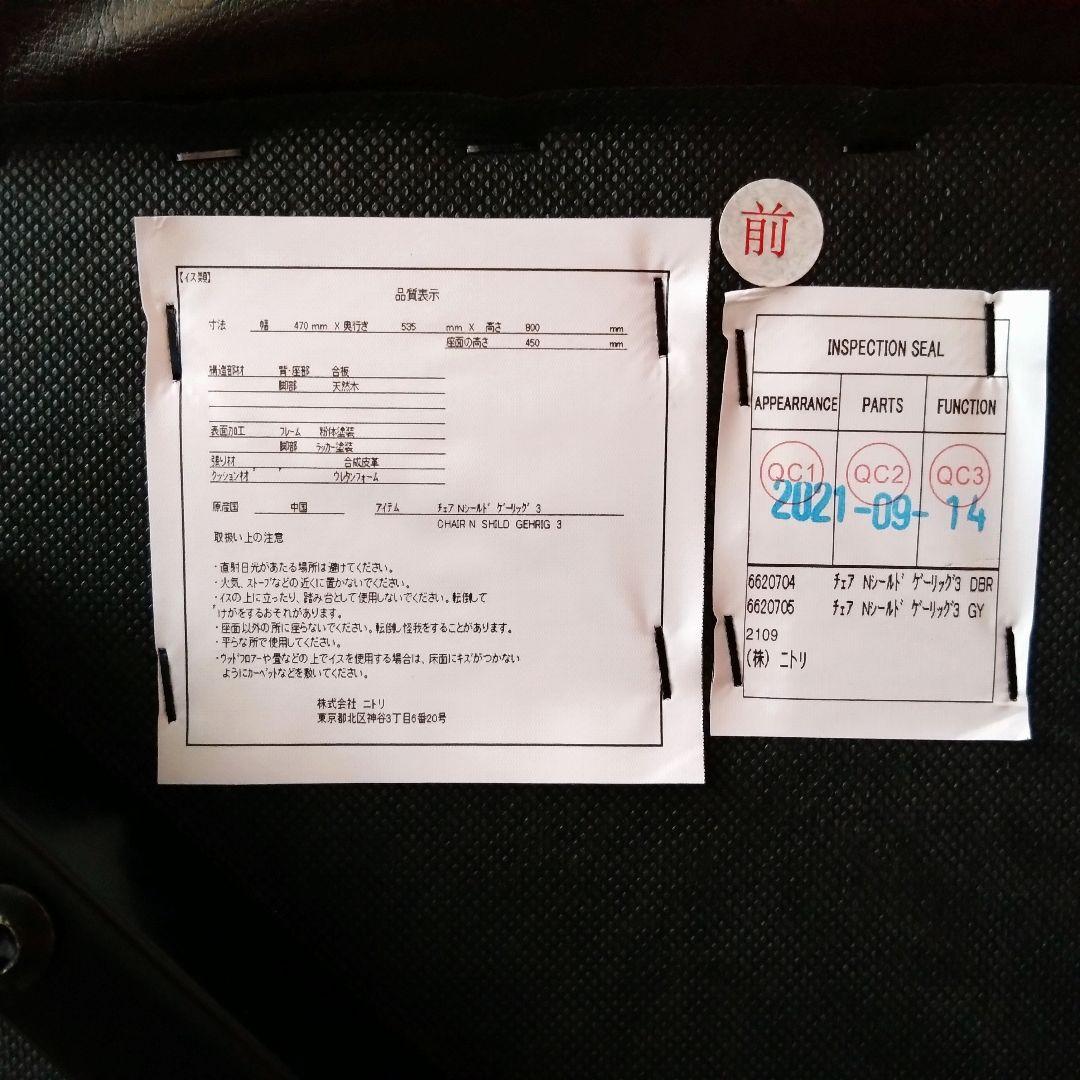 【イス類】
品質表示
寸法 幅 470 mm X 奥行き 535 mm X 高さ 800 mm
座面の高さ 450 mm
構造部材 背・座部 合板
脚部 天然木
表面加工 フレーム 粉体塗装
脚部 ラッカー塗装
張り材 合成皮革
クッション材 ウレタンフォーム
原産国 中国 アイテム チェア Nシールド ゲーリッグ 3
CHAIR N SHILD GEHRIG 3
取扱い上の注意
・直射日光があたる場所は避けてください。
・火気、ストーブなどの近くに置かないでください。
・イスの上に立ったり、踏み台として使用しないでください。転倒して
けがをするおそれがあります。
・座面以外の所に座らないでください。転倒し怪我をすることがあります。
・平らな所で使用してください。
・ウッドフロアーや畳などの上でイスを使用する場合は、床面にキズがつかない
ようにカーペットなどを敷いてください。
株式会社 ニトリ
東京都北区神谷3丁目6番20号
前
INSPECTION SEAL
APPEARRANCE PARTS FUNCTION
QC1 QC2 QC3
2021-09-14
6620704 チェア Nシールド ゲーリッグ3 DBR
6620705 チェア Nシールド ゲーリッグ3 GY
2109
(株) ニトリ